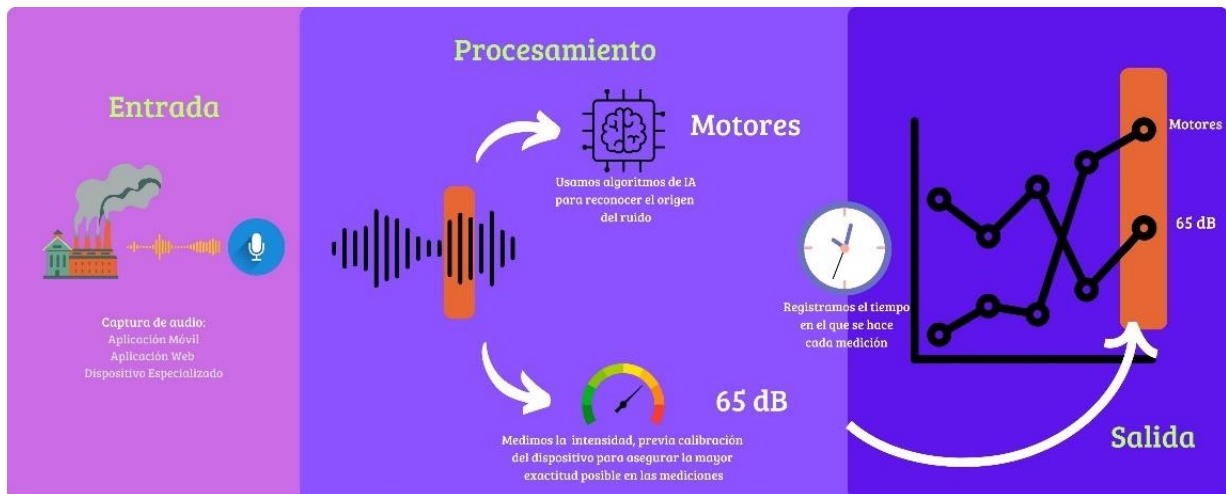 Entrada
Captura de audio:
Aplicación Móvil
Aplicación Web
Dispositivo Especializado
Procesamiento
Motores
Usamos algoritmos de IA
para reconocer el origen
del ruido
65 dB
Medimos la intensidad, previa calibración
del dispositivo para asegurar la mayor
exactitud posible en las mediciones
Registramos el tiempo
en el que se hace
cada medición
Motores
65 dB
Salida